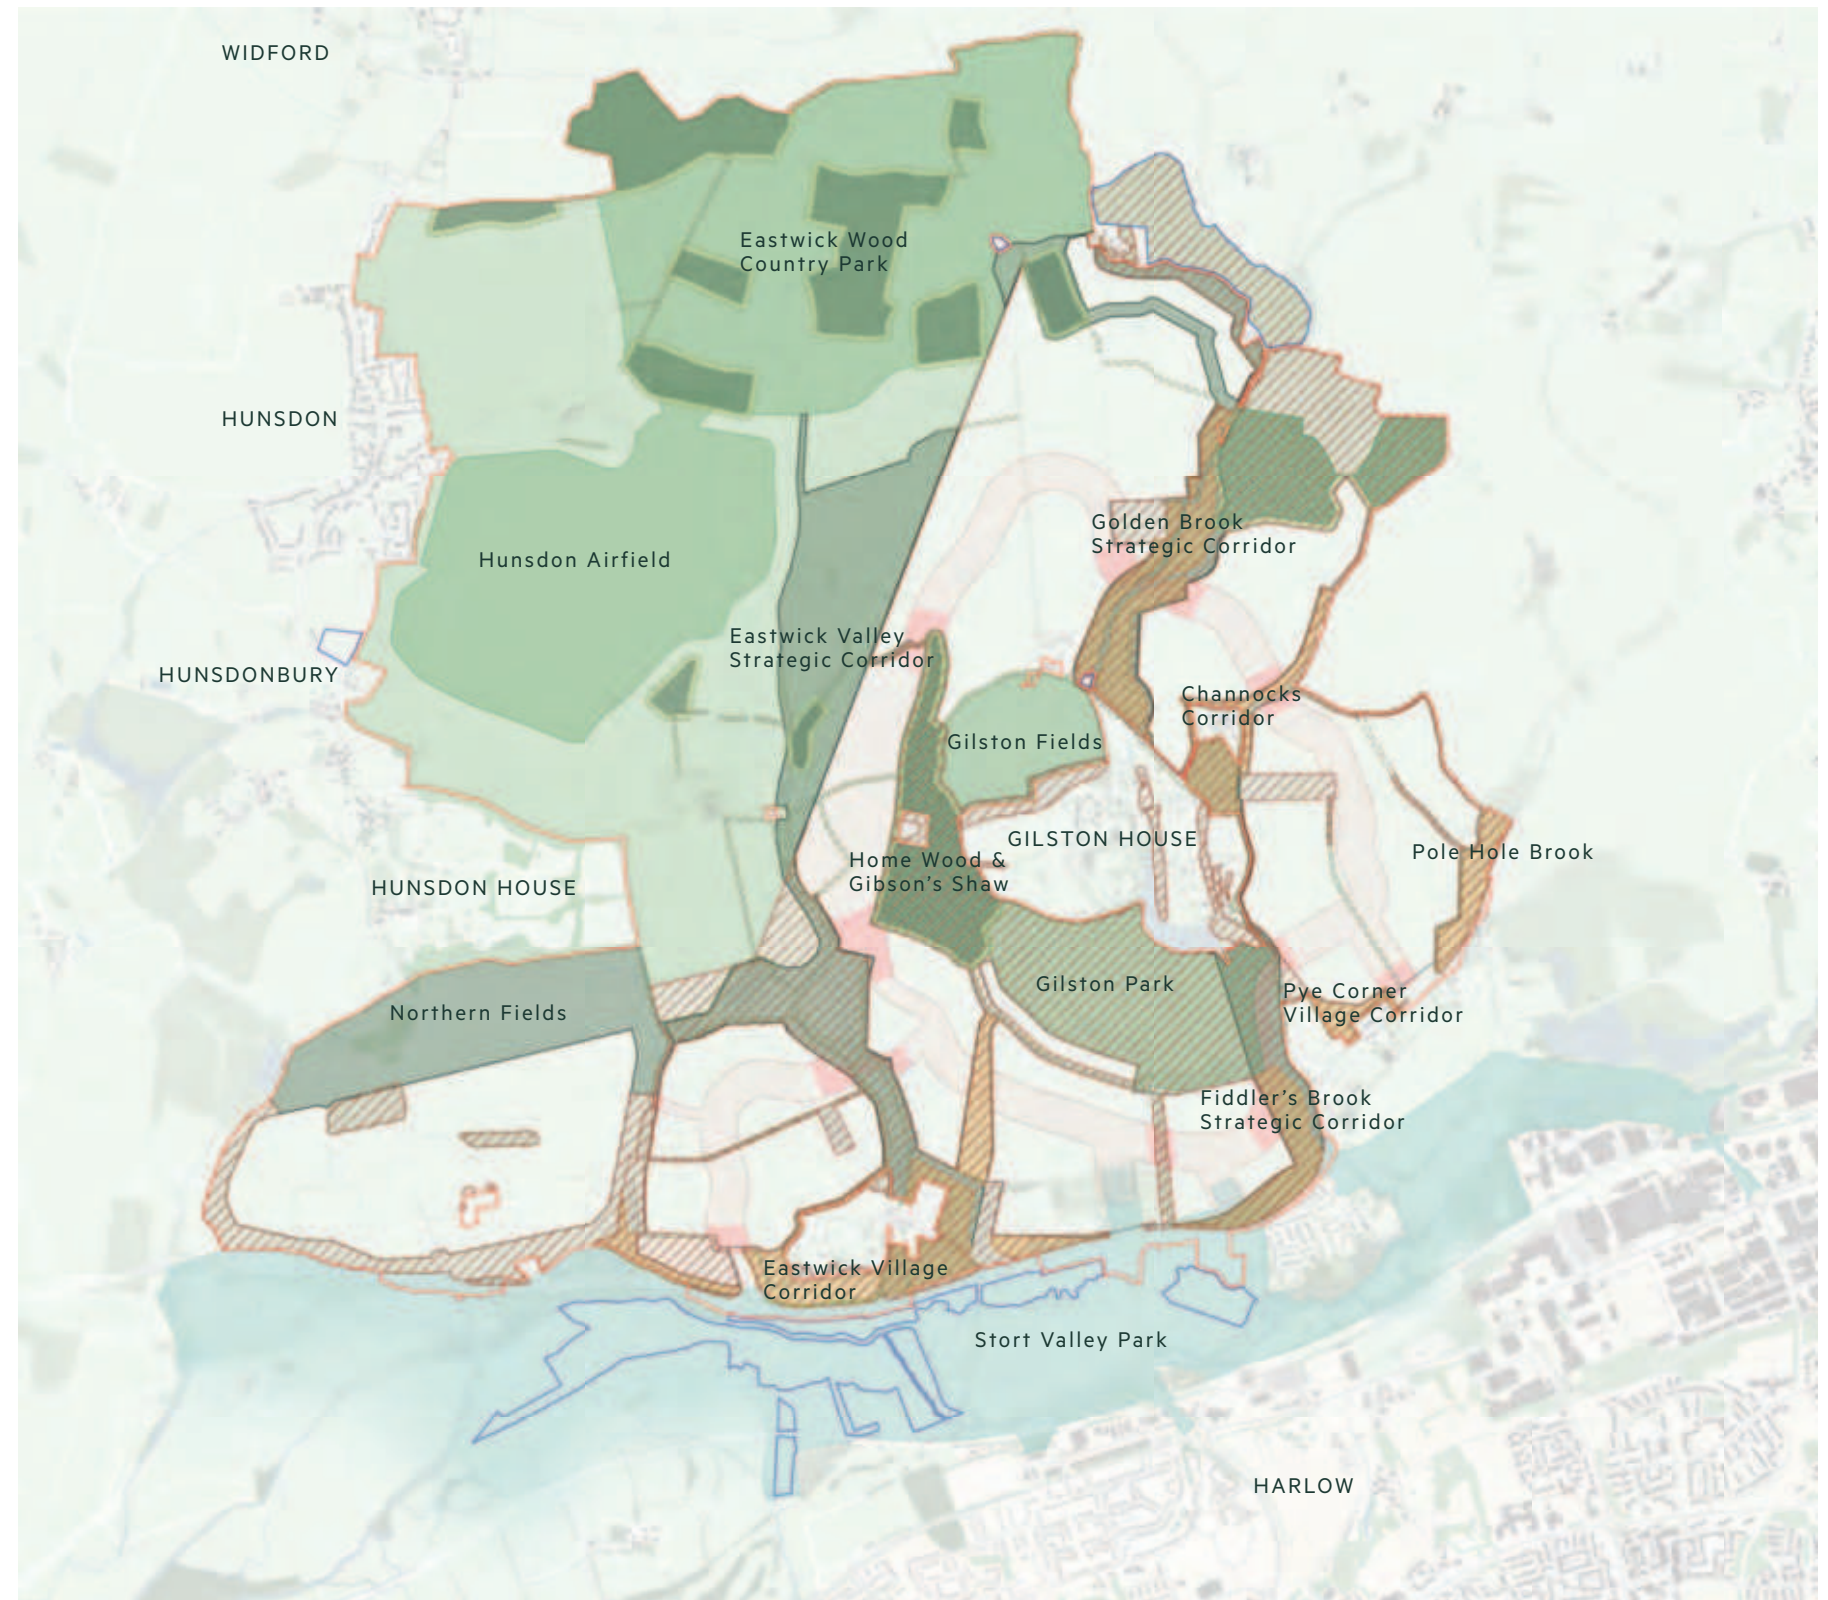 WIDFORD
Eastwick Wood
Country Park
HUNSDON
Golden Brook
Strategic Corridor
Hunsdon Airfield
Eastwick Valley
Strategic Corridor
HUNSDONBURY
Channocks
Corridor
Gilston Fields
GILSTON HOUSE
Pole Hole Brook
Home Wood &
Gibson’s Shaw
HUNSDON HOUSE
Gilston Park
Pye Corner
Village Corridor
Northern Fields
Fiddler’s Brook
Strategic Corridor
Eastwick Village
Corridor
Stort Valley Park
HARLOW